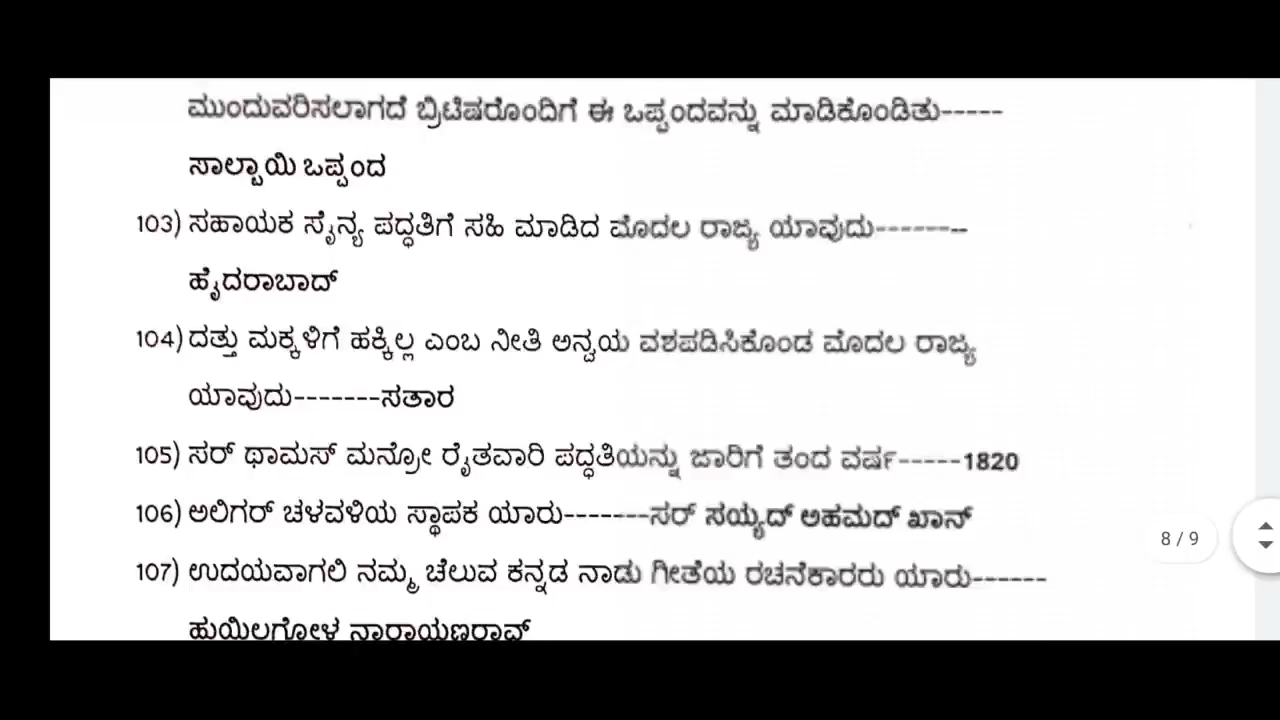 ಮುಂದುವರಿಸಲಾಗದೆ ಬ್ರಿಟಿಷರೊಂದಿಗೆ ಈ ಒಪ್ಪಂದವನ್ನು ಮಾಡಿಕೊಂಡಿತು-----
ಸಾಲ್ಬಾಯಿ ಒಪ್ಪಂದ
103) ಸಹಾಯಕ ಸೈನ್ಯ ಪದ್ಧತಿಗೆ ಸಹಿ ಮಾಡಿದ ಮೊದಲ ರಾಜ್ಯ ಯಾವುದು--------
ಹೈದರಾಬಾದ್
104) ದತ್ತು ಮಕ್ಕಳಿಗೆ ಹಕ್ಕಿಲ್ಲ ಎಂಬ ನೀತಿ ಅನ್ವಯ ವಶಪಡಿಸಿಕೊಂಡ ಮೊದಲ ರಾಜ್ಯ
ಯಾವುದು-------ಸತಾರ
105) ಸರ್ ಥಾಮಸ್ ಮನ್ರೋ ರೈತವಾರಿ ಪದ್ಧತಿಯನ್ನು ಜಾರಿಗೆ ತಂದ ವರ್ಷ-----1820
106) ಅಲಿಗರ್ ಚಳವಳಿಯ ಸ್ಥಾಪಕ ಯಾರು-------ಸರ್ ಸಯ್ಯದ್ ಅಹಮದ್ ಖಾನ್
8 / 9
107) ಉದಯವಾಗಲಿ ನಮ್ಮ ಚೆಲುವ ಕನ್ನಡ ನಾಡು ಗೀತೆಯ ರಚನೆಕಾರರು ಯಾರು------
ಹುಯಿಲಗೋಳ ನಾರಾಯಣರಾವ್